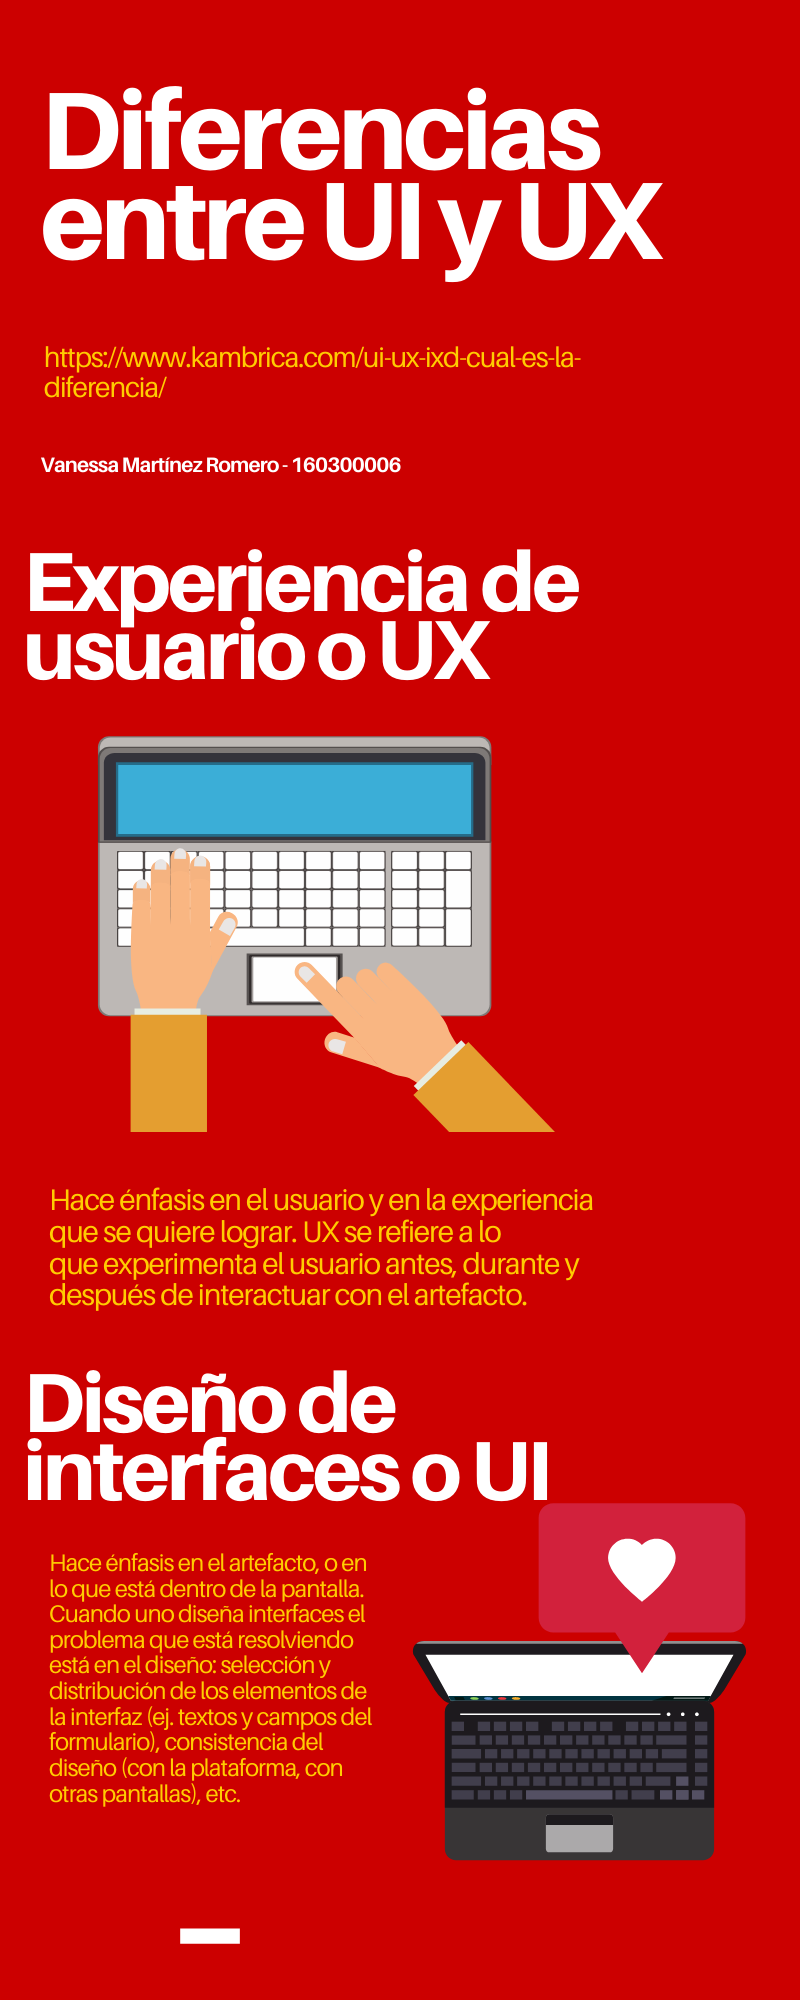 Diferencias
entre UI y UX
https://www.kambrica.com/ui-ux-ixd-cual-es-la-
diferencia/
Vanessa Martínez Romero - 160300006
Experiencia de
usuario o UX
Hace énfasis en el usuario y en la experiencia
que se quiere lograr. UX se refiere a lo
que experimenta el usuario antes, durante y
después de interactuar con el artefacto.
Diseño de
interfaces o UI
Hace énfasis en el artefacto, o en
lo que está dentro de la pantalla.
Cuando uno diseña interfaces el
problema que está resolviendo
está en el diseño: selección y
distribución de los elementos de
la interfaz (ej. textos y campos del
formulario), consistencia del
diseño (con la plataforma, con
otras pantallas), etc.